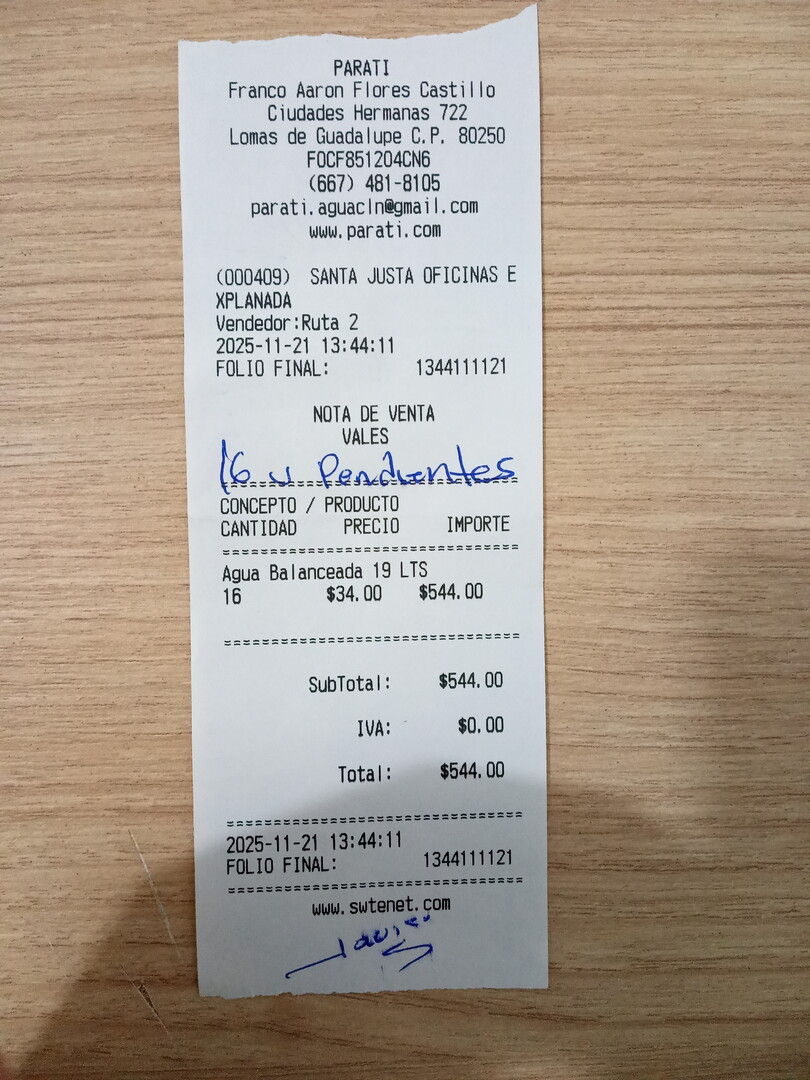 PARATI
Franco Aaron Flores Castillo
Ciudades Hermanas 722
Lomas de Guadalupe C.P. 80250
FOCF851204CN6
(667) 481-8105
parati.aguacln@gmail.com
www.parati.com
(000409) SANTA JUSTA OFICINAS E
XPLANADA
Vendedor:Ruta 2
2025-11-21 13:44:11
FOLIO FINAL: 1344111121
NOTA DE VENTA
VALES
16 u Pendientes
CONCEPTO / PRODUCTO
CANTIDAD PRECIO IMPORTE
Agua Balanceada 19 LTS
16 $34.00 $544.00
SubTotal: $544.00
IVA: $0.00
Total: $544.00
2025-11-21 13:44:11
FOLIO FINAL: 1344111121
www.swtenet.com